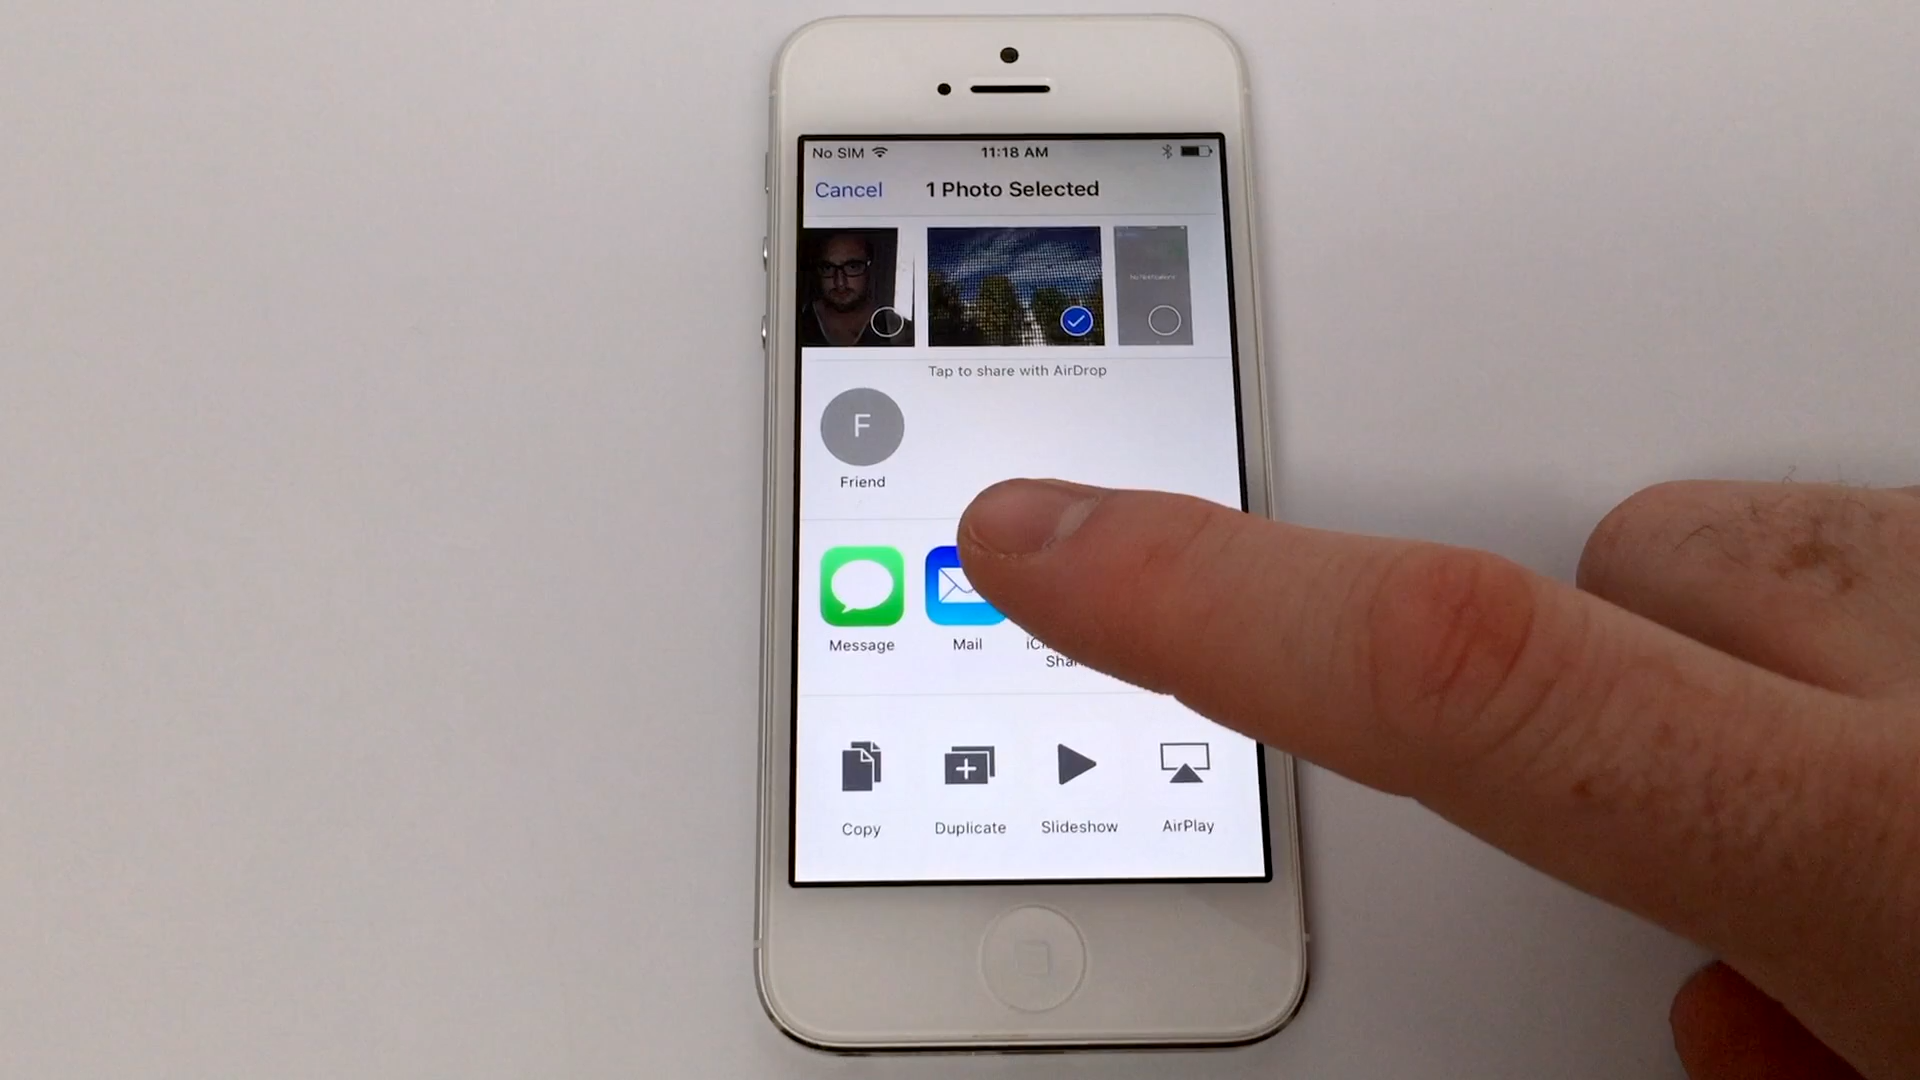 No SIM 11:18 AM
Cancel 1 Photo Selected
Tap to share with AirDrop
F
Friend
Message Mail
Copy Duplicate Slideshow AirPlay